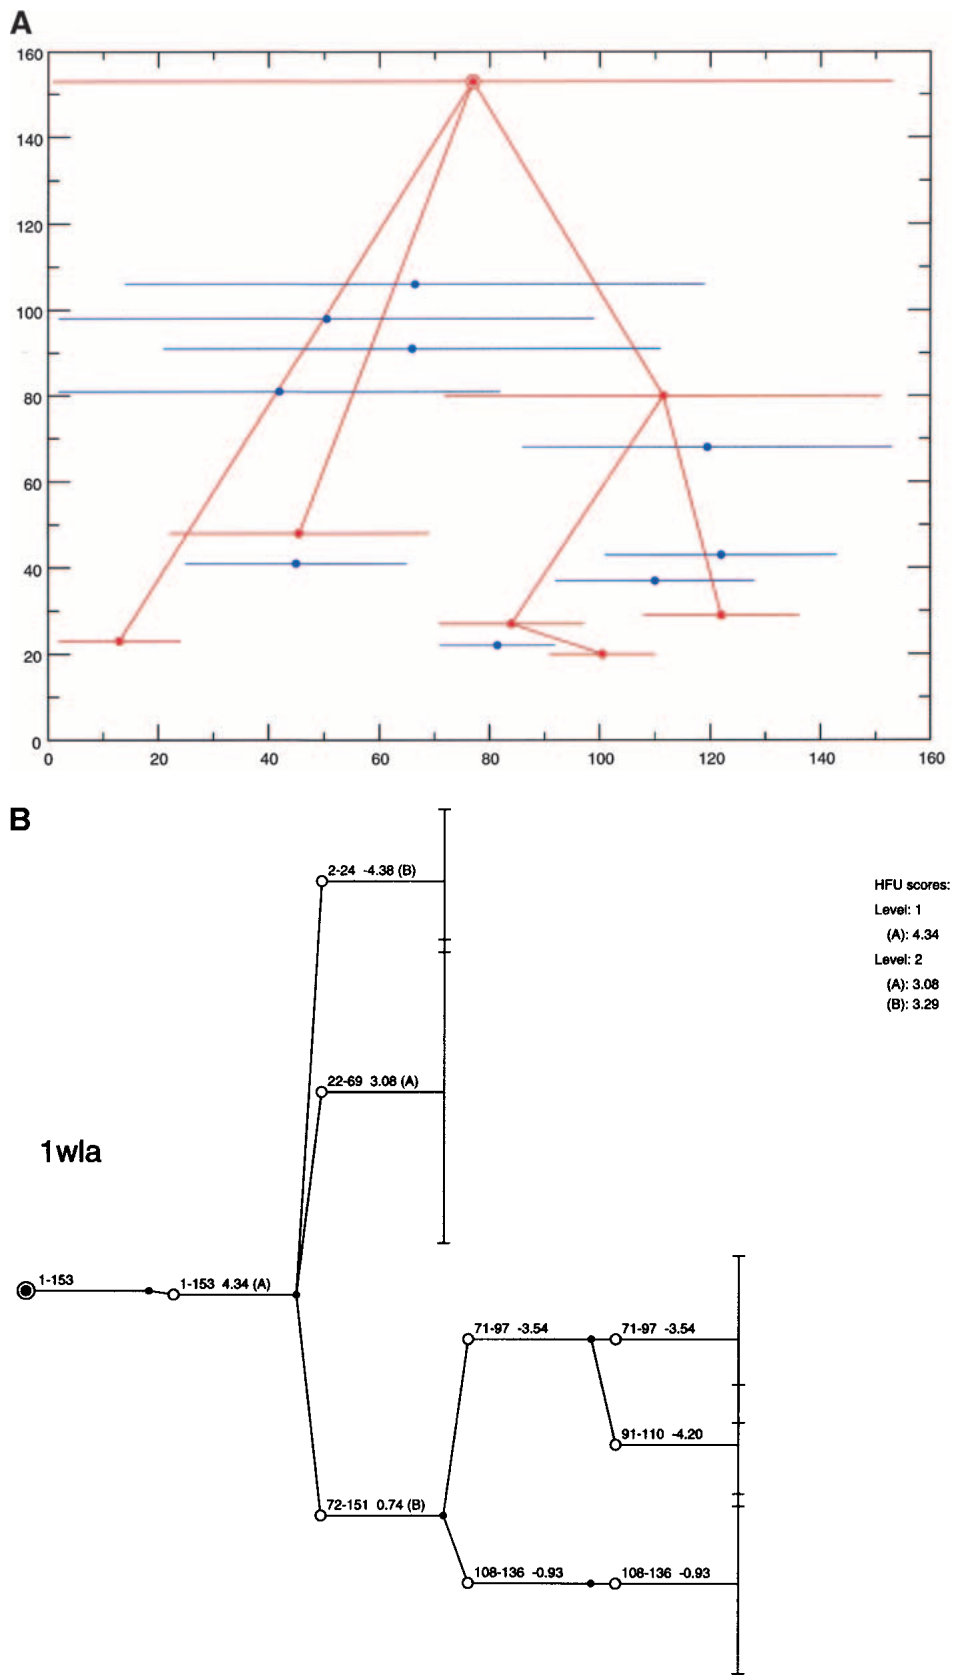 A
160
140
120
100
80
60
40
20
0
0 20 40 60 80 100 120 140 160
B
2-24 -4.38 (B)
HFU scores:
Level: 1
(A): 4.34
Level: 2
(A): 3.08
(B): 3.29
22-69 3.08 (A)
1wla
1-153
1-153 4.34 (A)
71-97 -3.54
71-97 -3.54
91-110 -4.20
72-151 0.74 (B)
108-136 -0.93
108-136 -0.93